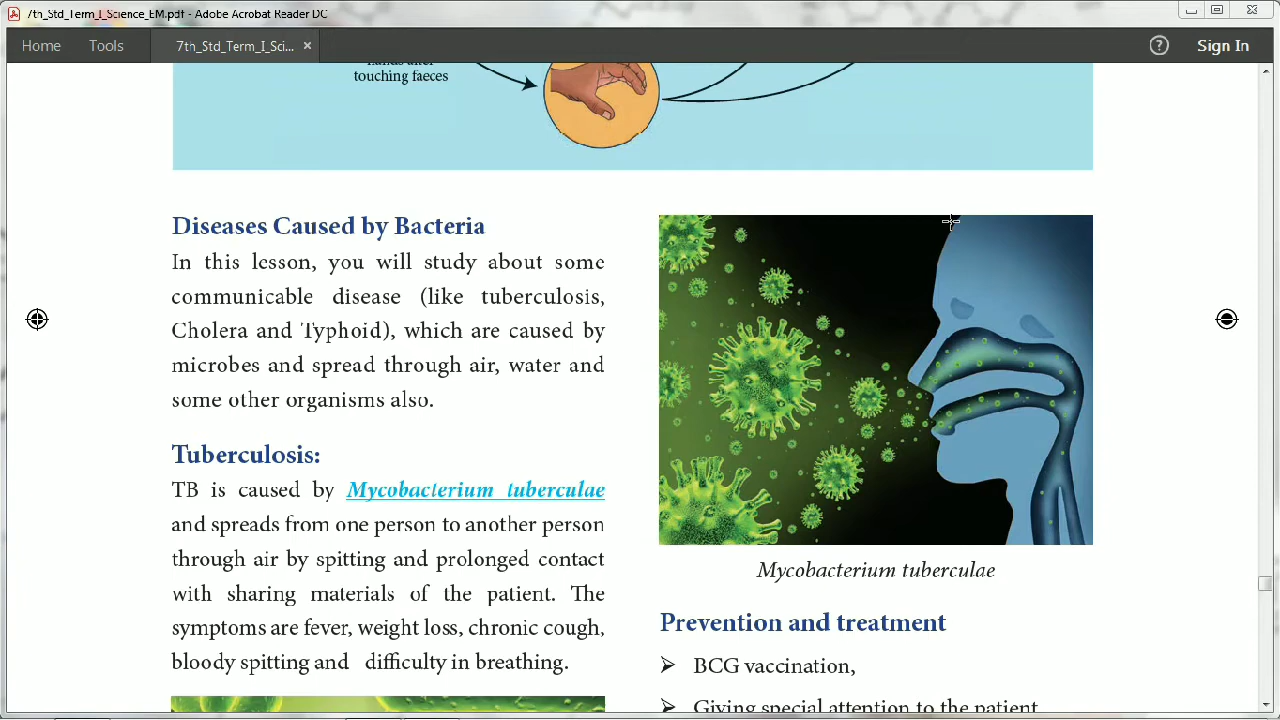 7th_Std_Term_I_Science_EM.pdf - Adobe Acrobat Reader DC
Home Tools 7th_Std_Term_I_Sci... × ? Sign In
hands after
touching faeces
Diseases Caused by Bacteria
In this lesson, you will study about some
communicable disease (like tuberculosis,
Cholera and Typhoid), which are caused by
microbes and spread through air, water and
some other organisms also.
Tuberculosis:
TB is caused by Mycobacterium tuberculae
and spreads from one person to another person
through air by spitting and prolonged contact
with sharing materials of the patient. The
symptoms are fever, weight loss, chronic cough,
bloody spitting and difficulty in breathing.
Mycobacterium tuberculae
Prevention and treatment
➢ BCG vaccination,
➢ Giving special attention to the patient